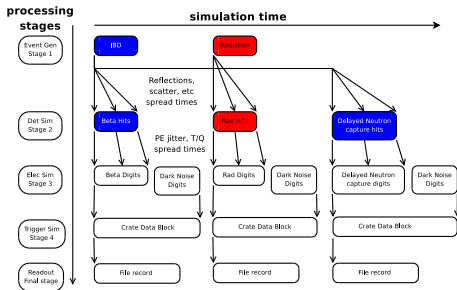 processing
stages
simulation time
Event Gen
Stage 1
IBD
Radiation
Reflections,
scatter, etc
spread times
Det Sim
Stage 2
Beta Hits
Rad Hits
Delayed Neutron
capture hits
PE jitter, T/Q
spread times
Elec Sim
Stage 3
Beta Digits
Dark Noise
Digits
Rad Digits
Dark Noise
Digits
Delayed Neutron
capture digits
Dark Noise
Digits
Trigger Sim
Stage 4
Crate Data Block
Crate Data Block
Crate Data Block
Readout
Final stage
File record
File record
File record